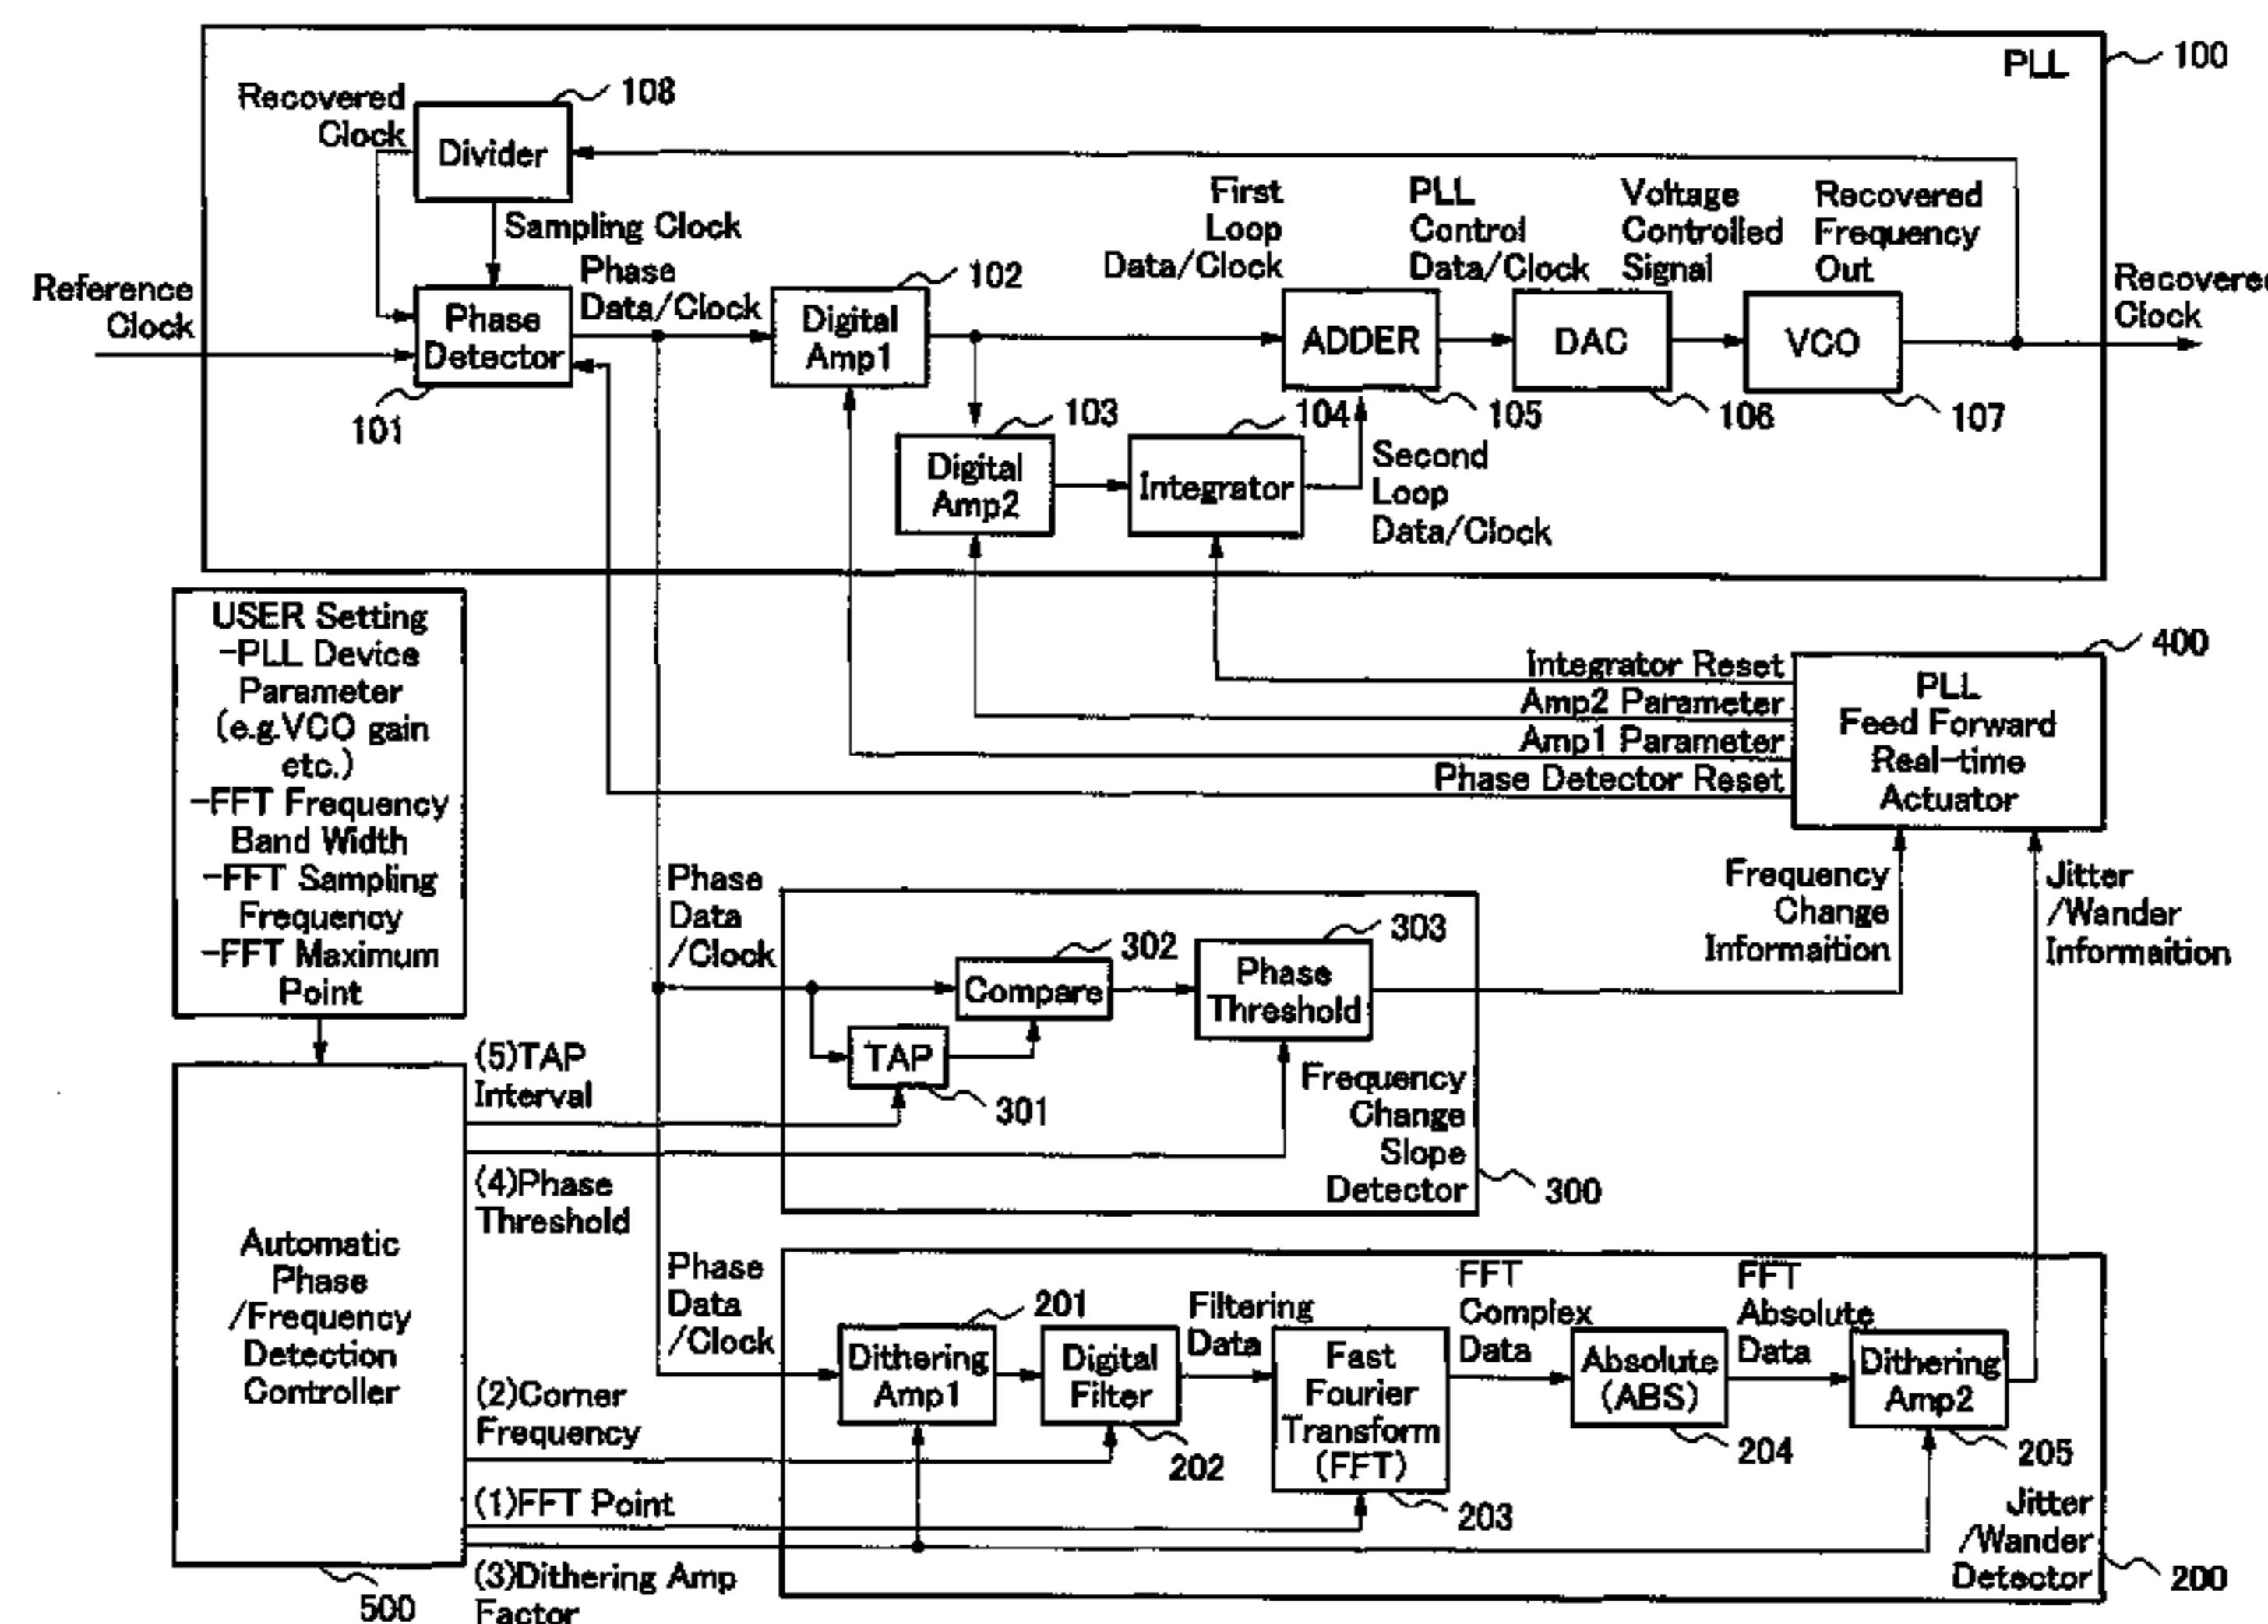 PLL
100
Recovered
Clock
108
Divider
Sampling Clock
Reference
Clock
Phase
Detector
101
Phase
Data/Clock
102
Digital
Amp1
First
Loop
Data/Clock
PLL
Control
Data/Clock
Voltage
Controlled
Signal
Recovered
Frequency
Out
Recovered
Clock
ADDER
105
DAC
106
VCO
107
103
Digital
Amp2
104
Integrator
Second
Loop
Data/Clock
USER Setting
-PLL Device
Parameter
(e.g.VCO gain
etc.)
-FFT Frequency
Band Width
-FFT Sampling
Frequency
-FFT Maximum
Point
Integrator Reset
Amp2 Parameter
Amp1 Parameter
Phase Detector Reset
400
PLL
Feed Forward
Real-time
Actuator
Frequency
Change
Informaition
Jitter
/Wander
Informaition
Phase
Data
/Clock
302
Compare
303
Phase
Threshold
TAP
301
Frequency
Change
Slope
Detector
300
(5)TAP
Interval
(4)Phase
Threshold
Automatic
Phase
/Frequency
Detection
Controller
500
(2)Corner
Frequency
(1)FFT Point
(3)Dithering Amp
Factor
Phase
Data
/Clock
201
Dithering
Amp1
Digital
Filter
202
Filtering
Data
Fast
Fourier
Transform
(FFT)
203
FFT
Complex
Data
Absolute
(ABS)
204
FFT
Absolute
Data
Dithering
Amp2
205
Jitter
/Wander
Detector
200